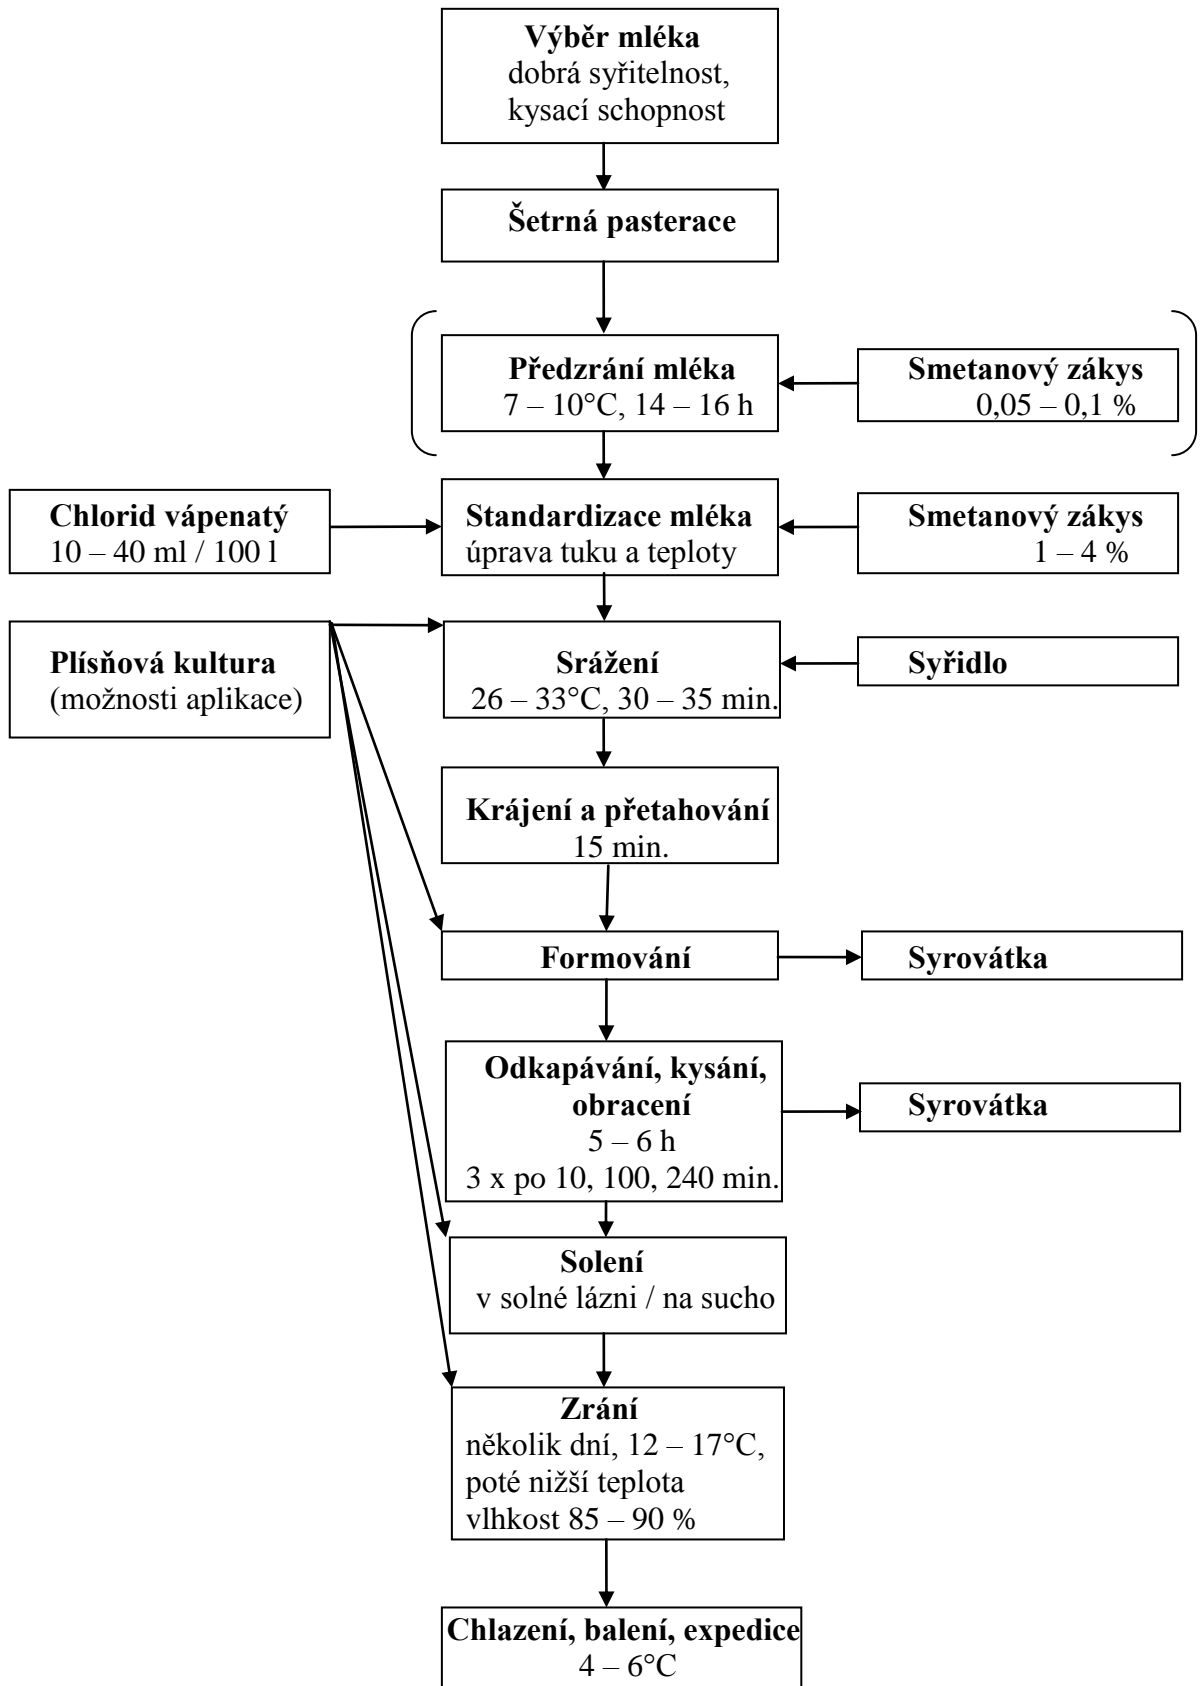 Výběr mléka
dobrá syřitelnost,
kysací schopnost
Šetrná pasterace
Předzrání mléka
7 – 10°C, 14 – 16 h
Smetanový zákys
0,05 – 0,1 %
Chlorid vápenatý
10 – 40 ml / 100 l
Standardizace mléka
úprava tuku a teploty
Smetanový zákys
1 – 4 %
Plísňová kultura
(možnosti aplikace)
Srážení
26 – 33°C, 30 – 35 min.
Syřidlo
Krájení a přetahování
15 min.
Formování
Syrovátka
Odkapávání, kysání,
obracení
5 – 6 h
3 x po 10, 100, 240 min.
Syrovátka
Solení
v solné lázni / na sucho
Zrání
několik dní, 12 – 17°C,
poté nižší teplota
vlhkost 85 – 90 %
Chlazení, balení, expedice
4 – 6°C